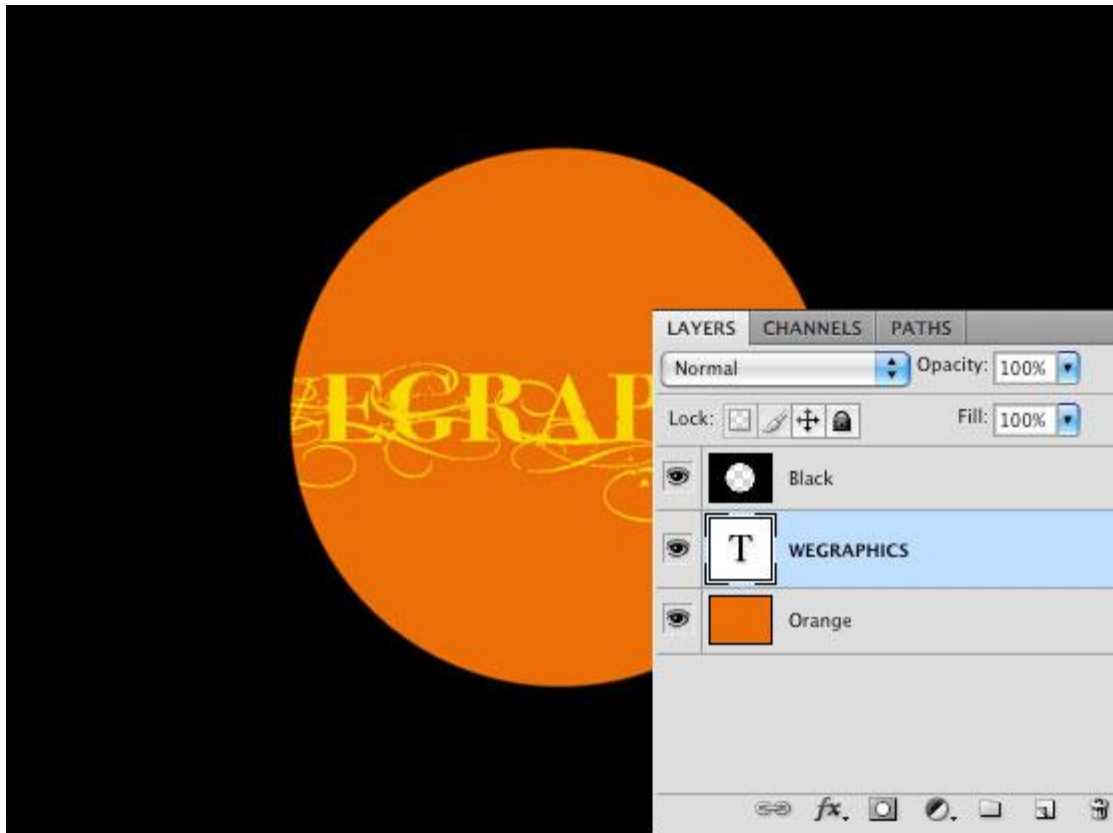 EGRAP
LAYERS CHANNELS PATHS
Normal Opacity: 100%
Lock: Fill: 100%
Black
T WEGRAPHICS
Orange
fx.